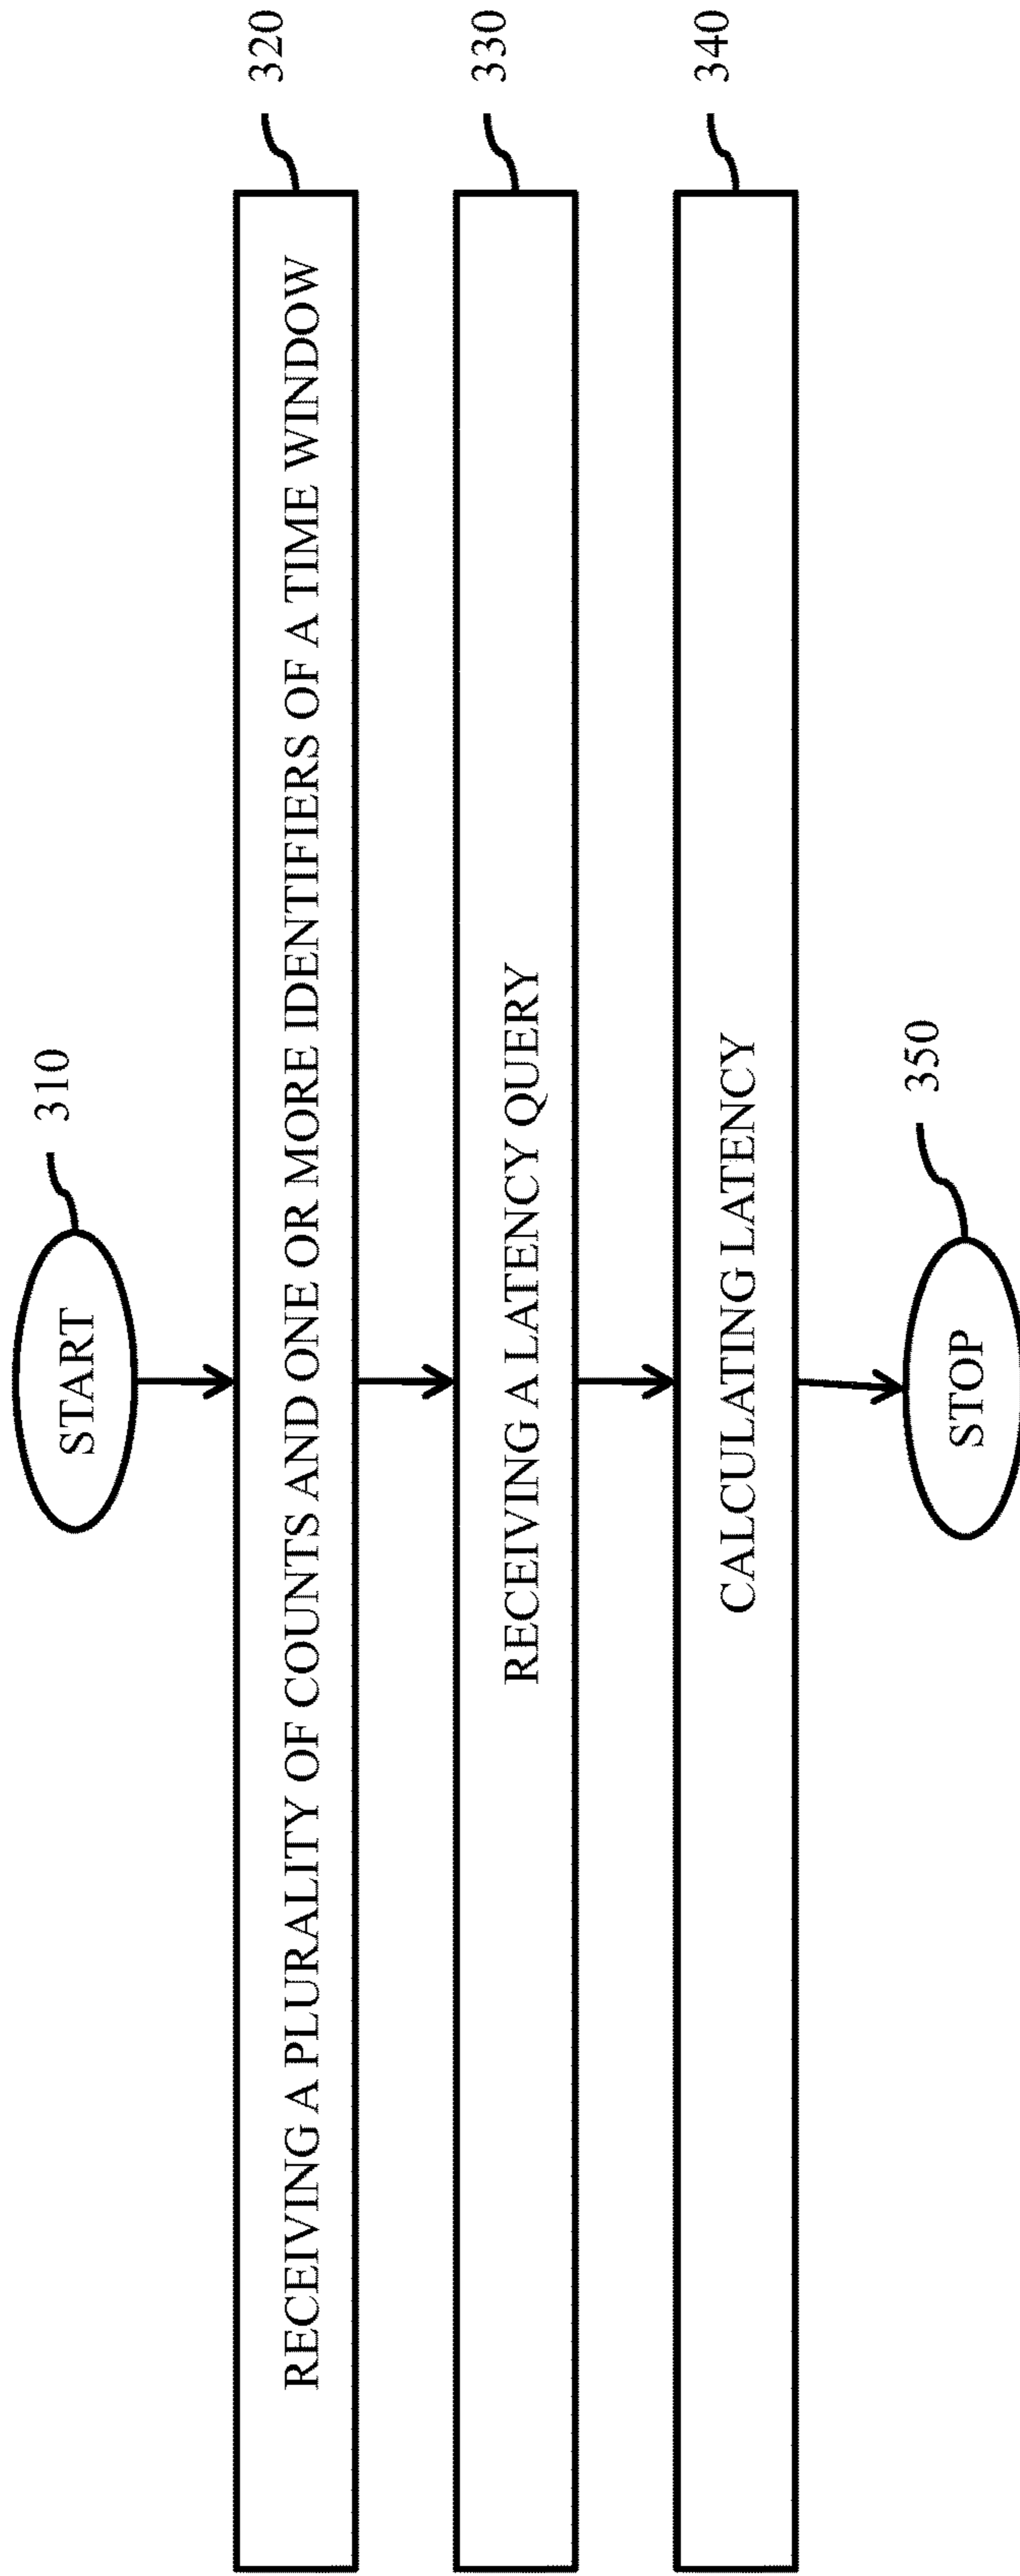 START
310
RECEIVING A PLURALITY OF COUNTS AND ONE OR MORE IDENTIFIERS OF A TIME WINDOW
320
RECEIVING A LATENCY QUERY
330
CALCULATING LATENCY
340
STOP
350